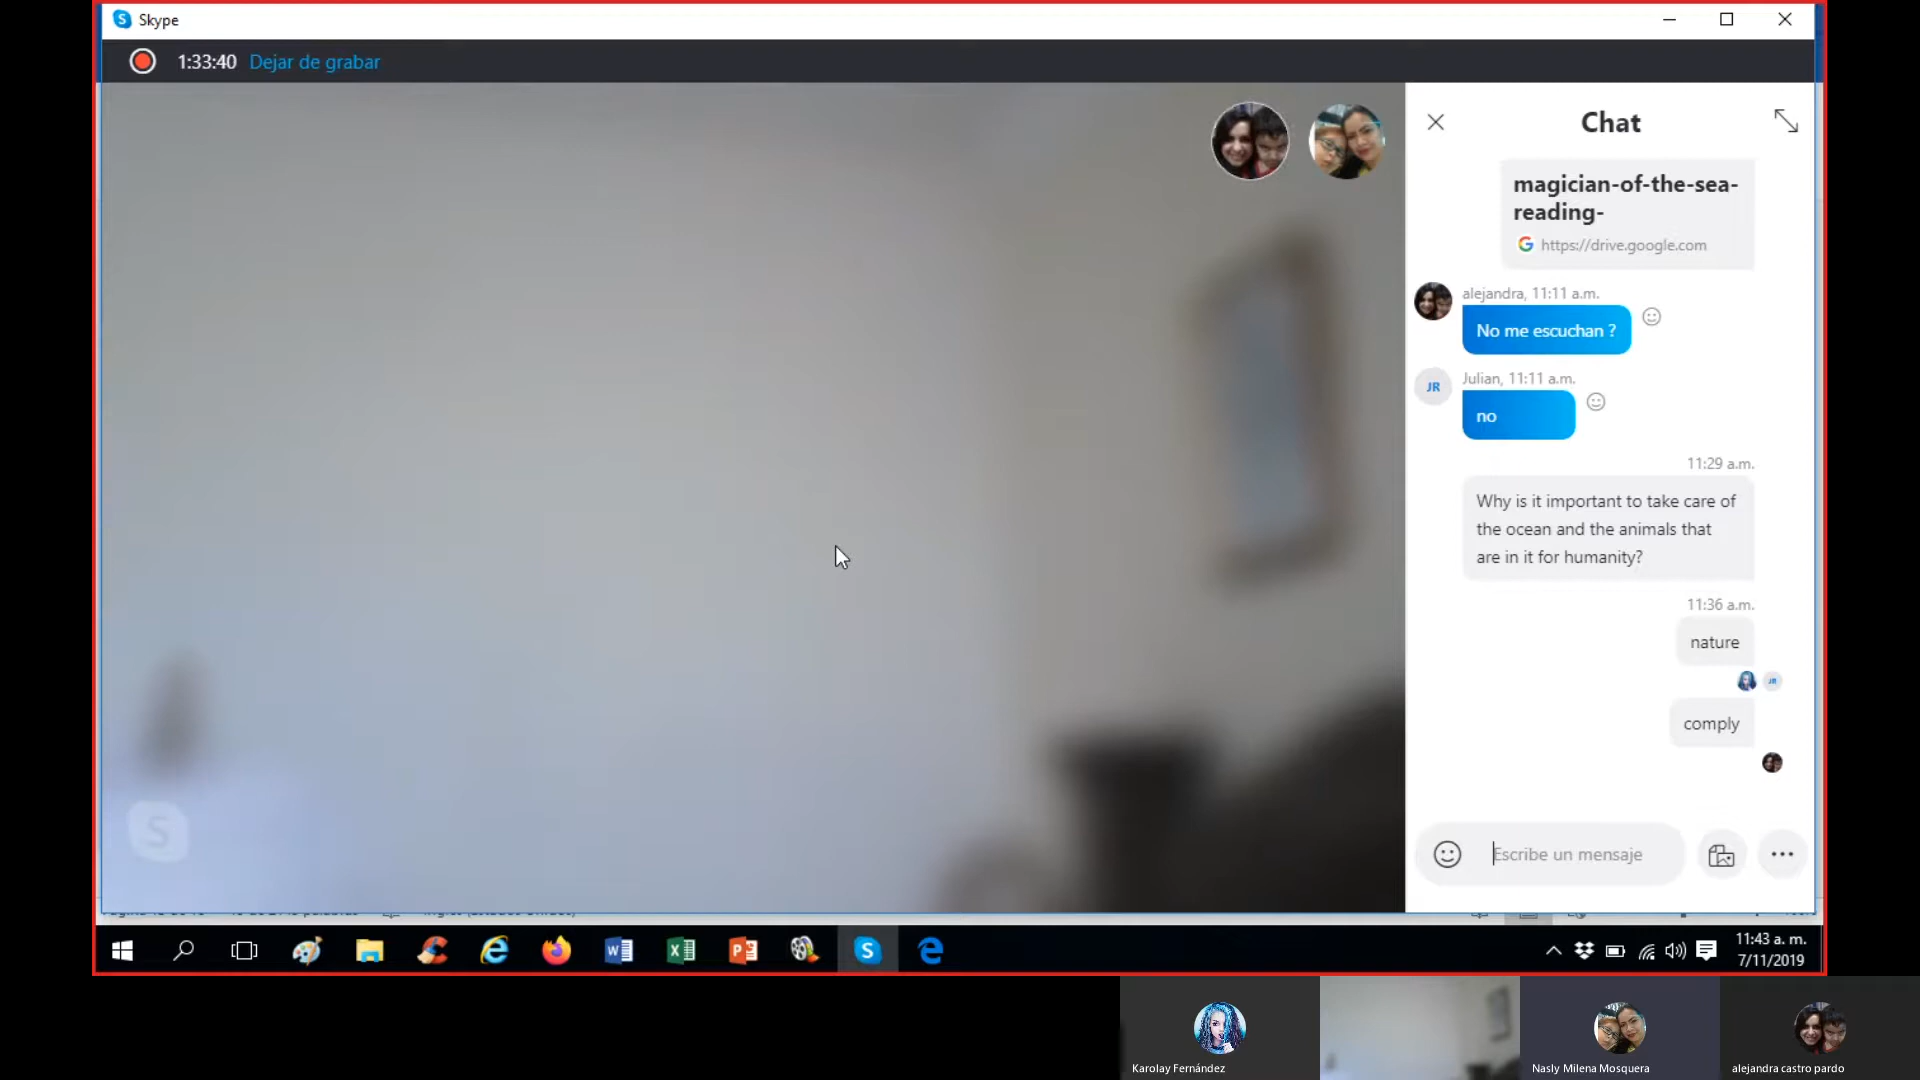 Skype
1:33:40 Dejar de grabar
Chat
magician-of-the-sea-
reading-
https://drive.google.com
alejandra, 11:11 a.m.
No me escuchan ?
JR
Julian, 11:11 a.m.
no
11:29 a.m.
Why is it important to take care of
the ocean and the animals that
are in it for humanity?
11:36 a.m.
nature
JR
comply
Escribe un mensaje
11:43 a. m.
7/11/2019
Karolay Fernández
Nasly Milena Mosquera
alejandra castro pardo